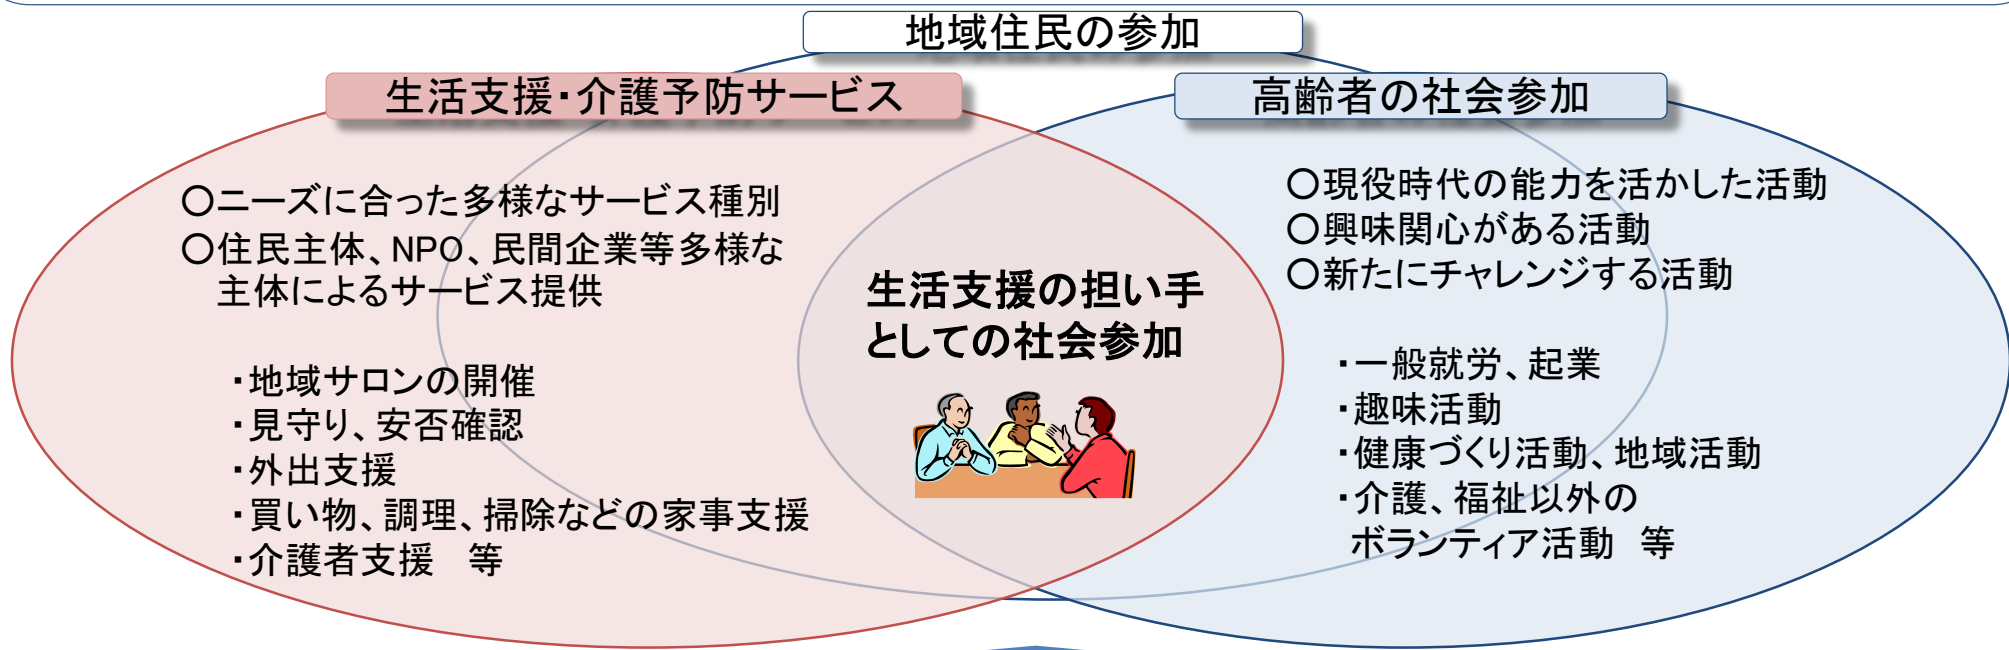 地域住民の参加
生活支援・介護予防サービス
○ニーズに合った多様なサービス種別
○住民主体、NPO、民間企業等多様な
主体によるサービス提供
・地域サロンの開催
・見守り、安否確認
・外出支援
・買い物、調理、掃除などの家事支援
・介護者支援　等
生活支援の担い手
としての社会参加
高齢者の社会参加
○現役時代の能力を活かした活動
○興味関心がある活動
○新たにチャレンジする活動
・一般就労、起業
・趣味活動
・健康づくり活動、地域活動
・介護、福祉以外の
ボランティア活動　等